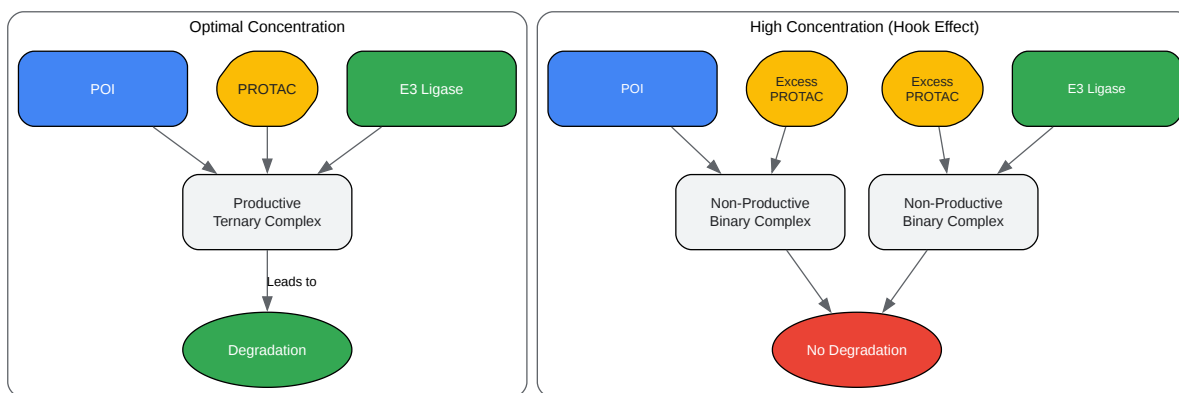 Optimal Concentration
POI
PROTAC
E3 Ligase
Productive
Ternary Complex
Leads to
Degradation
High Concentration (Hook Effect)
POI
Excess
PROTAC
Excess
PROTAC
E3 Ligase
Non-Productive
Binary Complex
Non-Productive
Binary Complex
No Degradation